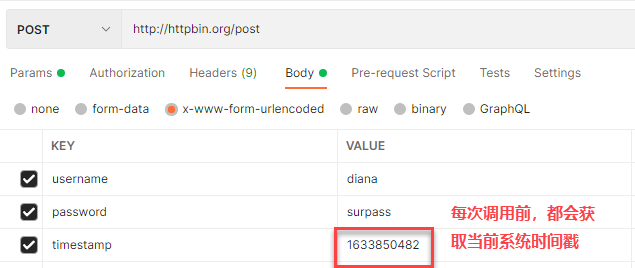 POST http://httpbin.org/post
Params Authorization Headers (9) Body Pre-request Script Tests Settings
none form-data x-www-form-urlencoded raw binary GraphQL
KEY VALUE
username diana
password surpass
timestamp 1633850482
每次调用前，都会获
取当前系统时间戳